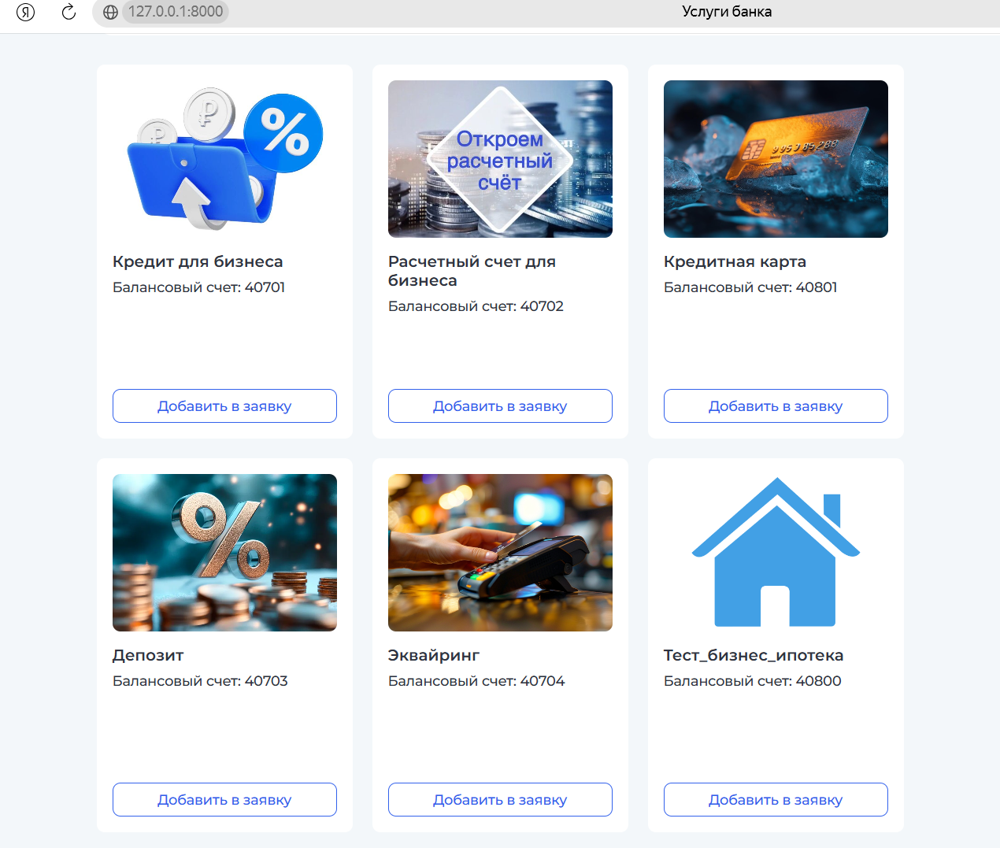 Я 127.0.0.1:8000 Услуги банка
₽
₽
%
Откроем
расчетный
счёт
Кредит для бизнеса
Балансовый счет: 40701
Добавить в заявку
Расчетный счет для
бизнеса
Балансовый счет: 40702
Добавить в заявку
Кредитная карта
Балансовый счет: 40801
Добавить в заявку
%
Депозит
Балансовый счет: 40703
Добавить в заявку
Эквайринг
Балансовый счет: 40704
Добавить в заявку
Тест_бизнес_ипотека
Балансовый счет: 40800
Добавить в заявку